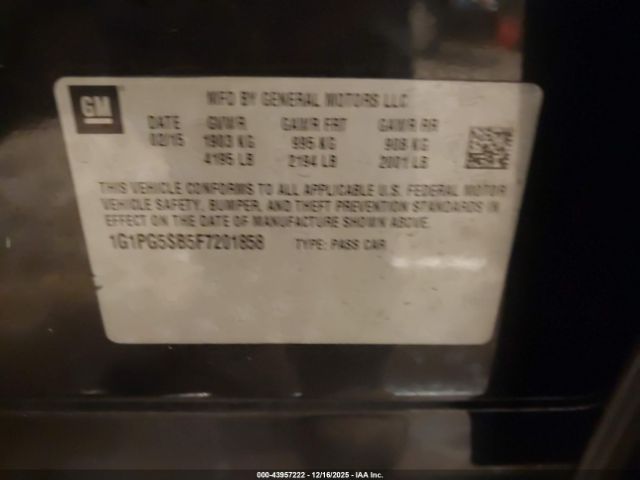 GM
MFD BY GENERAL MOTORS LLC
DATE GVWR GAWR FRT GAWR RR
02/15 1903 KG 995 KG 908 KG
4195 LB 2194 LB 2001 LB
THIS VEHICLE CONFORMS TO ALL APPLICABLE U.S. FEDERAL MOTOR
VEHICLE SAFETY, BUMPER, AND THEFT PREVENTION STANDARDS IN
EFFECT ON THE DATE OF MANUFACTURE SHOWN ABOVE.
1G1PG5SB5F7201858 TYPE: PASS CAR
000-43957222 - 12/16/2025 - IAA Inc.